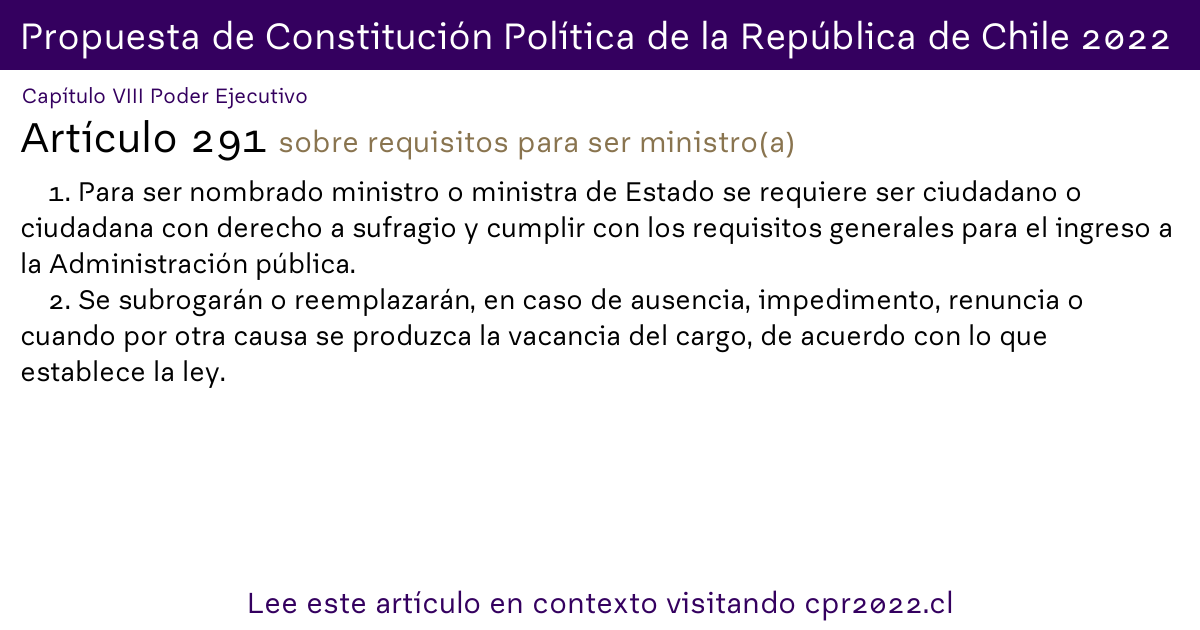 Propuesta de Constitución Política de la República de Chile 2022
Capítulo VIII Poder Ejecutivo
Artículo 291 sobre requisitos para ser ministro(a)
1. Para ser nombrado ministro o ministra de Estado se requiere ser ciudadano o
ciudadana con derecho a sufragio y cumplir con los requisitos generales para el ingreso a
la Administración pública.
2. Se subrogarán o reemplazarán, en caso de ausencia, impedimento, renuncia o
cuando por otra causa se produzca la vacancia del cargo, de acuerdo con lo que
establece la ley.
Lee este artículo en contexto visitando cpr2022.cl